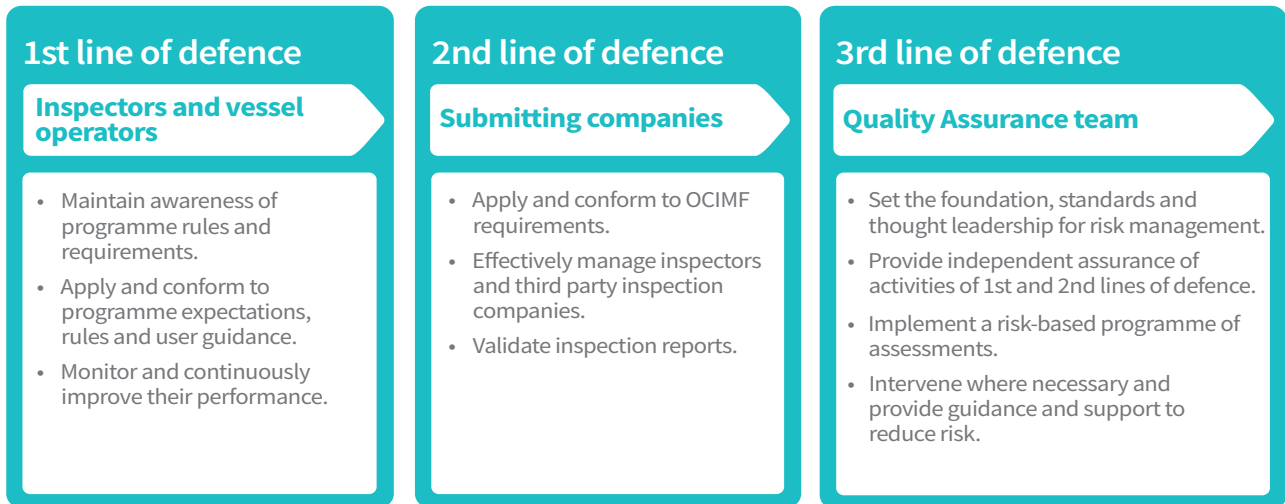 1st line of defence
Inspectors and vessel
operators
• Maintain awareness of
programme rules and
requirements.
• Apply and conform to
programme expectations,
rules and user guidance.
• Monitor and continuously
improve their performance.
2nd line of defence
Submitting companies
• Apply and conform to OCIMF
requirements.
• Effectively manage inspectors
and third party inspection
companies.
• Validate inspection reports.
3rd line of defence
Quality Assurance team
• Set the foundation, standards and
thought leadership for risk management.
• Provide independent assurance of
activities of 1st and 2nd lines of defence.
• Implement a risk-based programme of
assessments.
• Intervene where necessary and
provide guidance and support to
reduce risk.